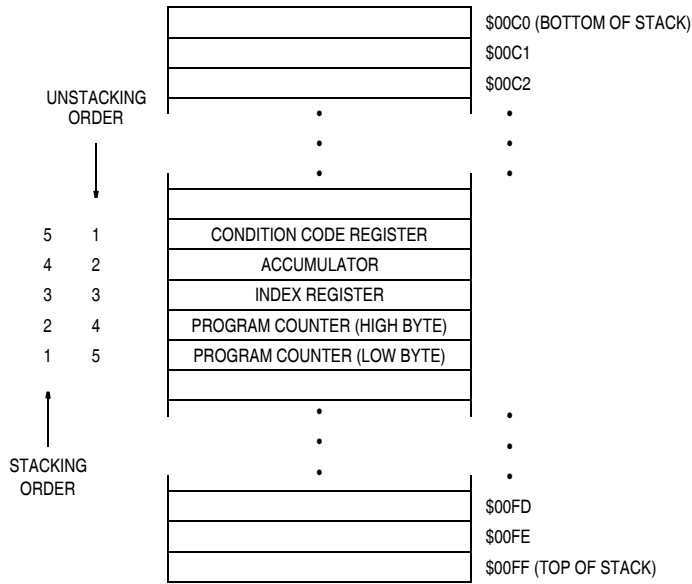 $00C0 (BOTTOM OF STACK)
$00C1
$00C2
UNSTACKING
ORDER
5 1 CONDITION CODE REGISTER
4 2 ACCUMULATOR
3 3 INDEX REGISTER
2 4 PROGRAM COUNTER (HIGH BYTE)
1 5 PROGRAM COUNTER (LOW BYTE)
STACKING
ORDER
$00FD
$00FE
$00FF (TOP OF STACK)